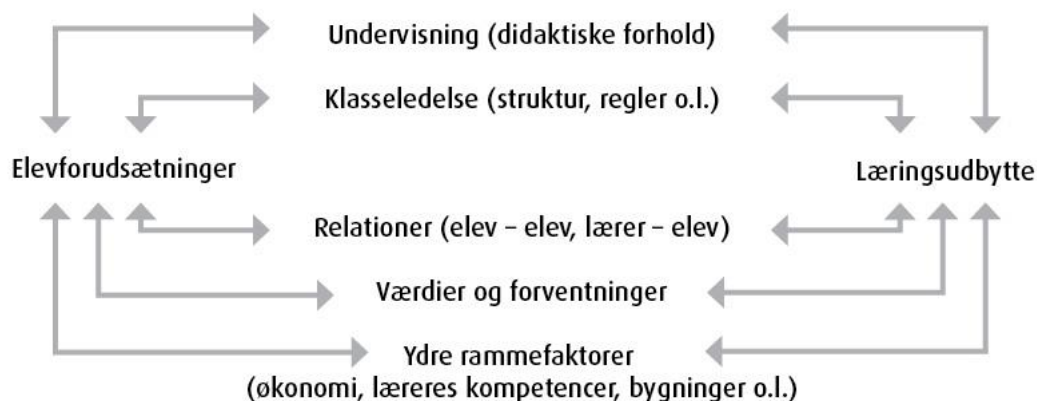 Undervisning (didaktiske forhold)
Klasseledelse (struktur, regler o.l.)
Elevforudsætninger
Læringsudbytte
Relationer (elev – elev, lærer – elev)
Værdier og forventninger
Ydre rammefaktorer
(økonomi, læreres kompetencer, bygninger o.l.)